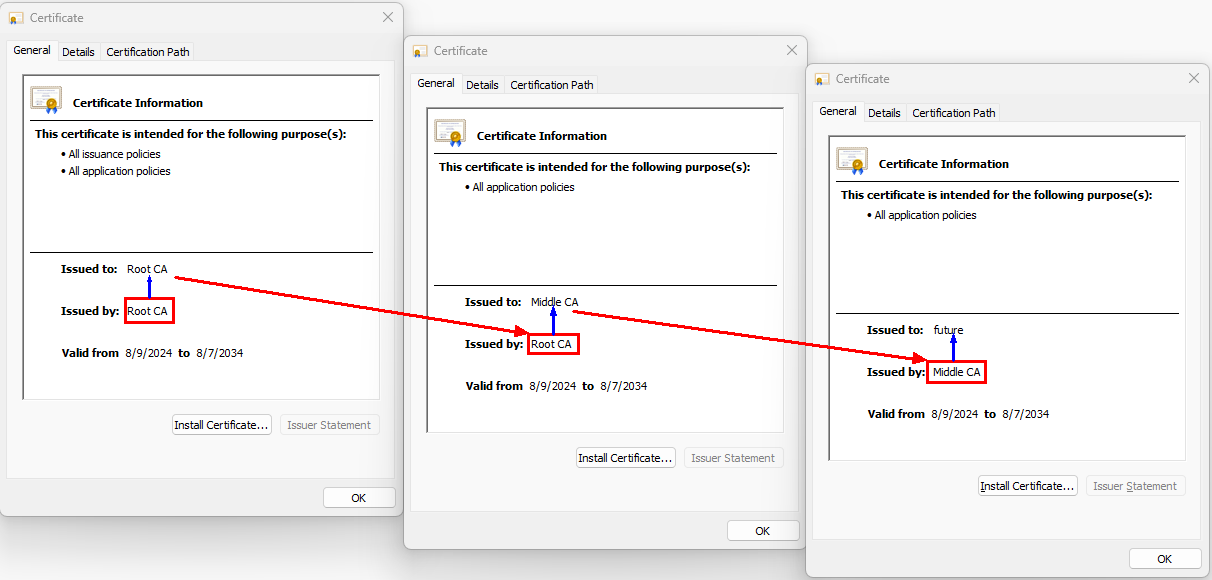 Certificate
General Details Certification Path
Certificate Information
This certificate is intended for the following purpose(s):
• All issuance policies
• All application policies
Issued to: Root CA
Issued by: Root CA
Valid from 8/9/2024 to 8/7/2034
Install Certificate... Issuer Statement
OK
Certificate
General Details Certification Path
Certificate Information
This certificate is intended for the following purpose(s):
• All application policies
Issued to: Middle CA
Issued by: Root CA
Valid from 8/9/2024 to 8/7/2034
Install Certificate... Issuer Statement
OK
Certificate
General Details Certification Path
Certificate Information
This certificate is intended for the following purpose(s):
• All application policies
Issued to: future
Issued by: Middle CA
Valid from 8/9/2024 to 8/7/2034
Install Certificate... Issuer Statement
OK